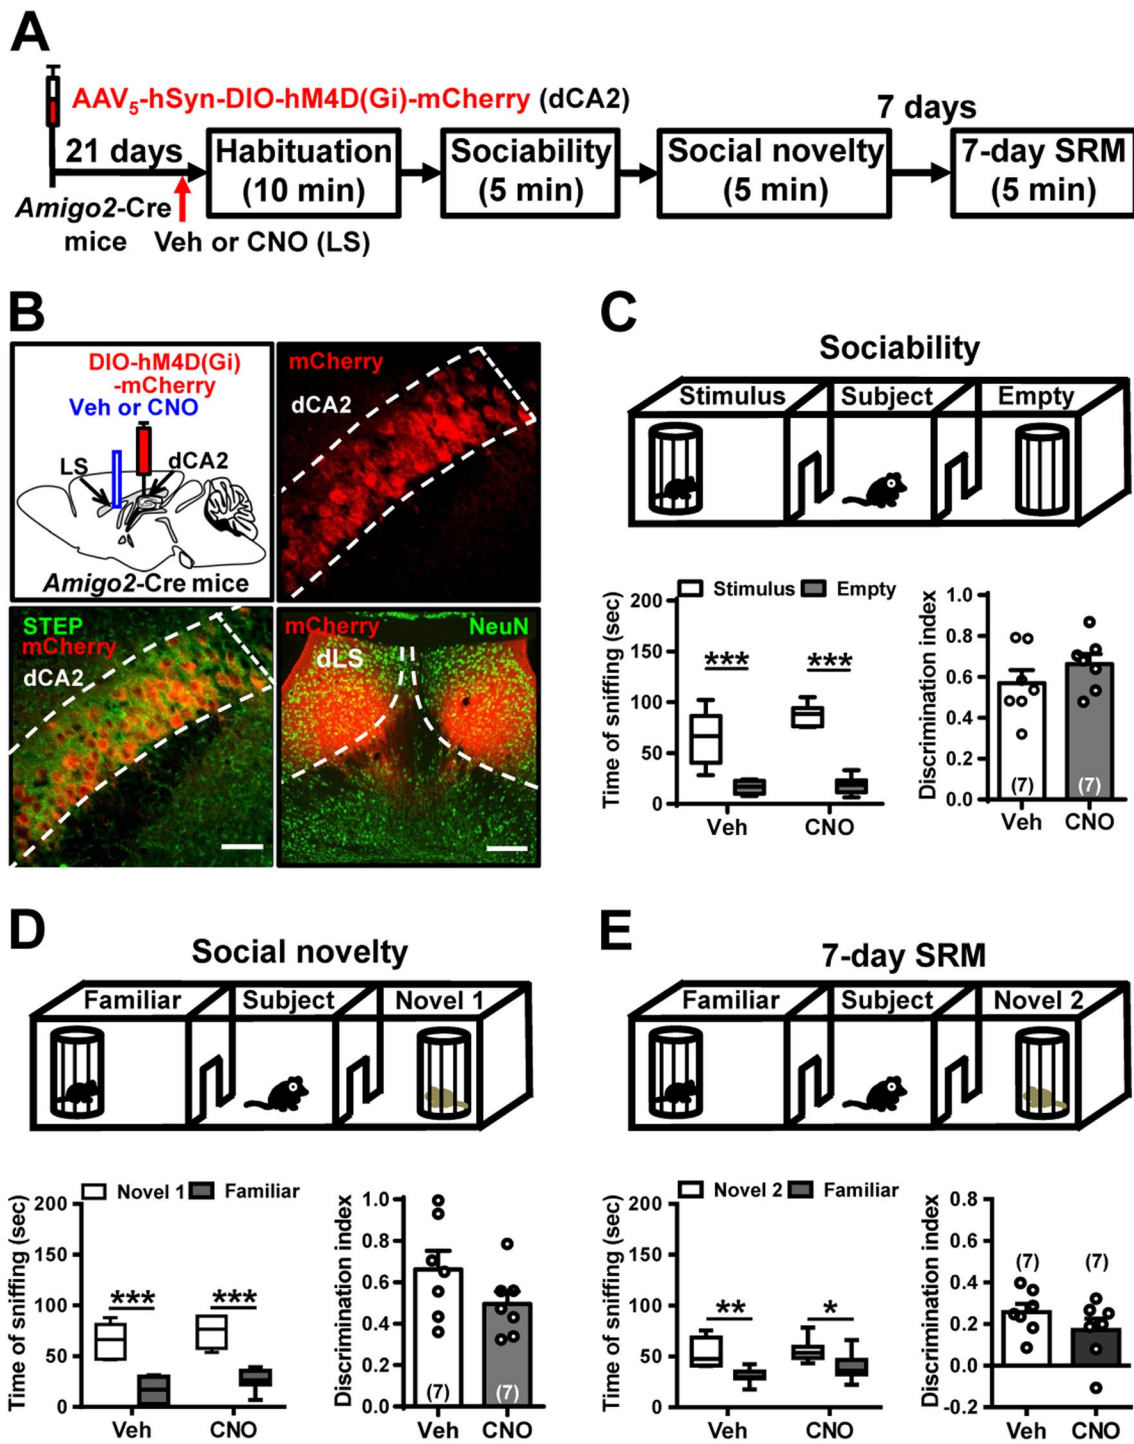 A
AAV5-hSyn-DIO-hM4D(Gi)-mCherry (dCA2)
7 days
21 days
Habituation
(10 min)
Sociability
(5 min)
Social novelty
(5 min)
7-day SRM
(5 min)
Amigo2-Cre
mice
Veh or CNO (LS)
B
DIO-hM4D(Gi)
-mCherry
Veh or CNO
LS
dCA2
Amigo2-Cre mice
mCherry
dCA2
STEP
mCherry
dCA2
mCherry
NeuN
dLS
C
Sociability
Stimulus
Subject
Empty
Stimulus
Empty
Time of sniffing (sec)
200
150
100
50
0
***
***
Veh
CNO
Discrimination index
1.0
0.8
0.6
0.4
0.2
0.0
(7)
(7)
Veh
CNO
D
Social novelty
Familiar
Subject
Novel 1
Novel 1
Familiar
Time of sniffing (sec)
200
150
100
50
0
***
***
Veh
CNO
Discrimination index
1.0
0.8
0.6
0.4
0.2
0.0
(7)
(7)
Veh
CNO
E
7-day SRM
Familiar
Subject
Novel 2
Novel 2
Familiar
Time of sniffing (sec)
200
150
100
50
0
**
*
Veh
CNO
Discrimination index
0.8
0.6
0.4
0.2
0.0
-0.2
(7)
(7)
Veh
CNO